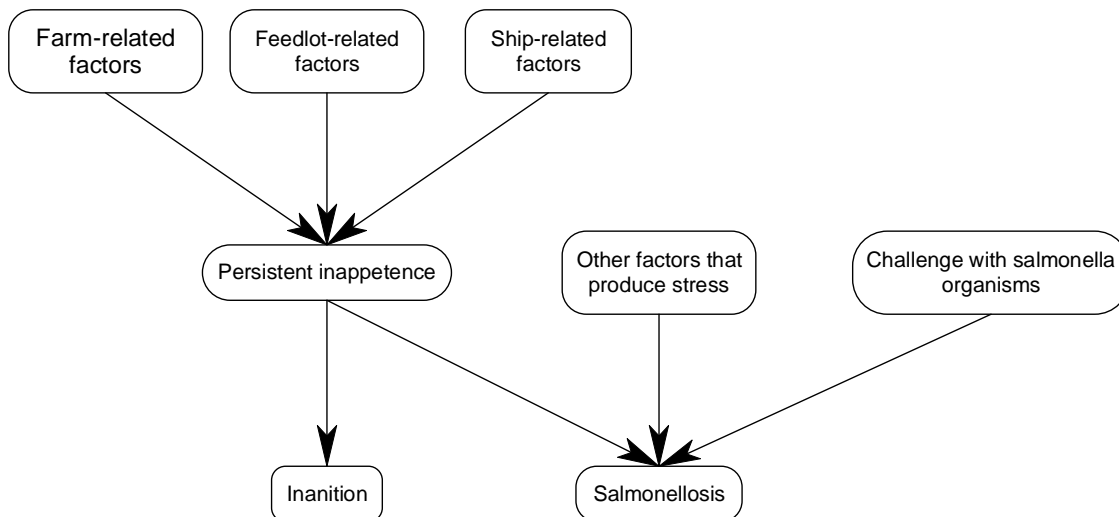 Farm-related
factors
Feedlot-related
factors
Ship-related
factors
Persistent inappetence
Other factors that
produce stress
Challenge with salmonella
organisms
Inanition
Salmonellosis